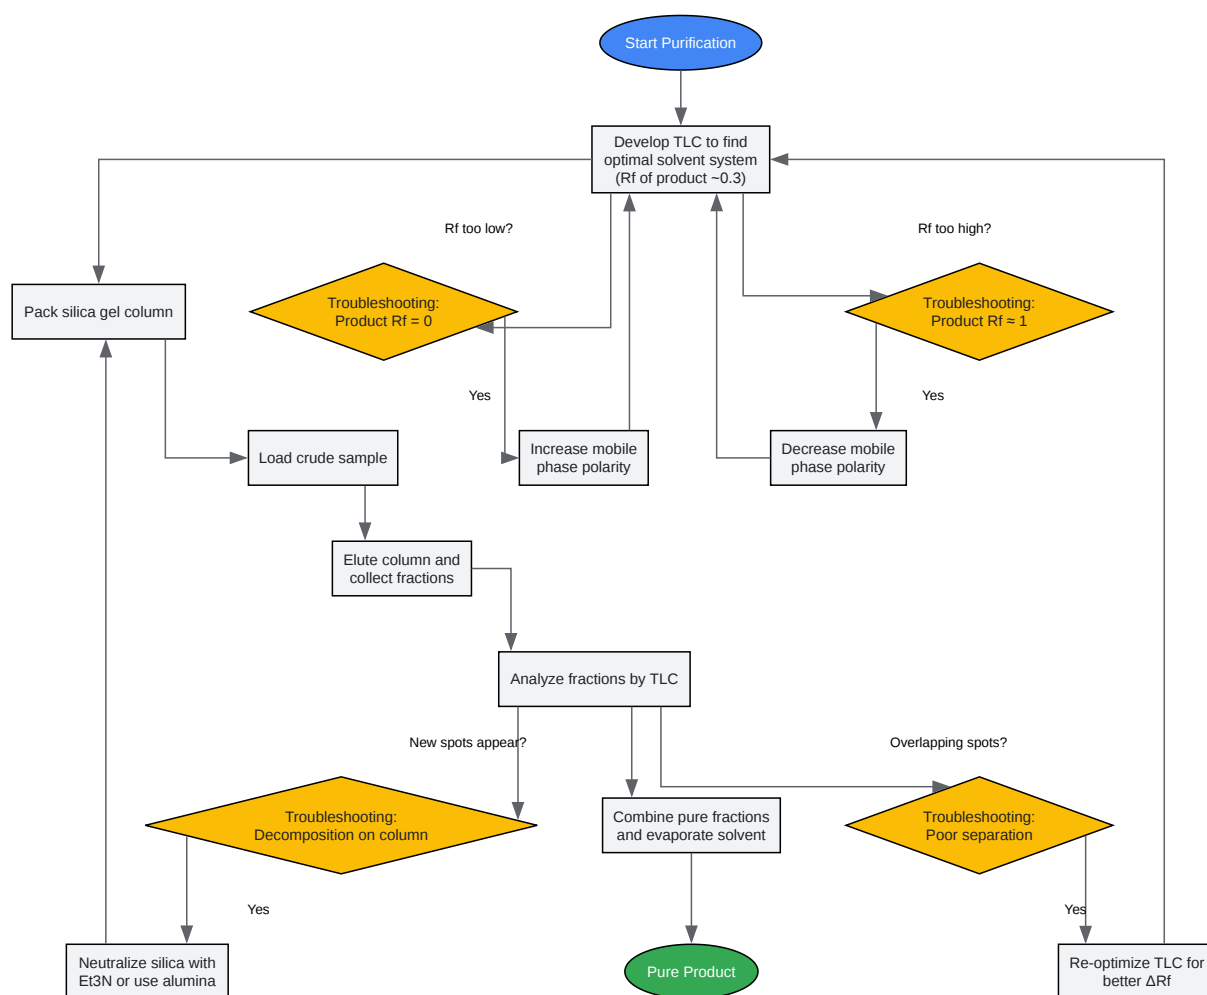 Start Purification
Develop TLC to find
optimal solvent system
(Rf of product ~0.3)
Rf too low?
Rf too high?
Pack silica gel column
Troubleshooting:
Product Rf = 0
Troubleshooting:
Product Rf ≈ 1
Yes
Yes
Load crude sample
Increase mobile
phase polarity
Decrease mobile
phase polarity
Elute column and
collect fractions
Analyze fractions by TLC
New spots appear?
Overlapping spots?
Troubleshooting:
Decomposition on column
Combine pure fractions
and evaporate solvent
Troubleshooting:
Poor separation
Yes
Yes
Neutralize silica with
Et3N or use alumina
Pure Product
Re-optimize TLC for
better ΔRf